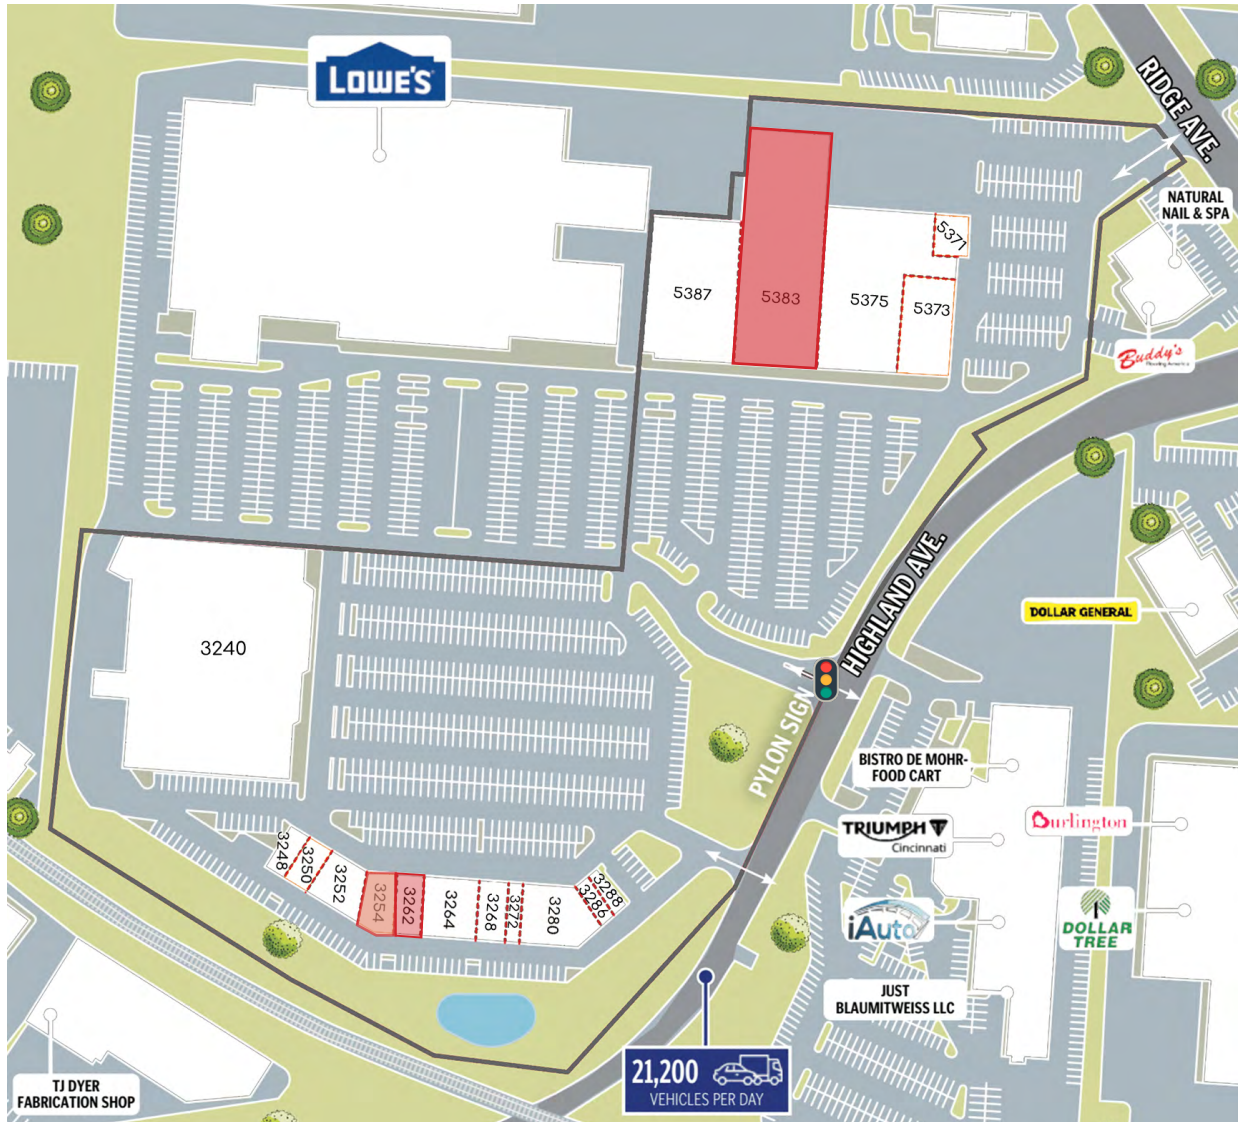 LOWE'S
RIDGE AVE.
NATURAL
NAIL & SPA
5371
5387
5383
5375
5373
Buddy's
Flooring America
HIGHLAND AVE.
DOLLAR GENERAL
3240
PYLON SIGN
BISTRO DE MOHR-
FOOD CART
TRIUMPH
Cincinnati
Burlington
3248
3250
3252
3254
3262
3264
3268
3272
3280
3286
3288
iAuto
DOLLAR
TREE
JUST
BLAUMITWEISS LLC
21,200
VEHICLES PER DAY
TJ DYER
FABRICATION SHOP